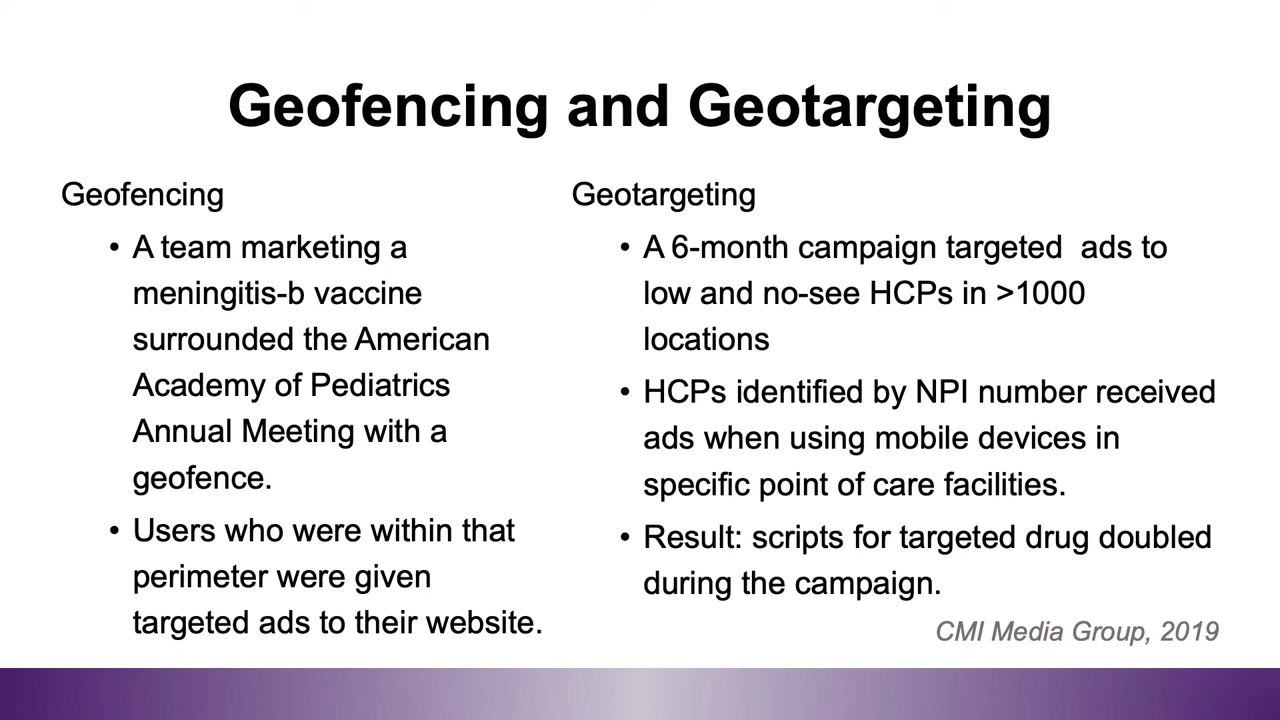 Geofencing and Geotargeting
Geofencing
• A team marketing a
meningitis-b vaccine
surrounded the American
Academy of Pediatrics
Annual Meeting with a
geofence.
• Users who were within that
perimeter were given
targeted ads to their website.
Geotargeting
• A 6-month campaign targeted  ads to
low and no-see HCPs in >1000
locations
• HCPs identified by NPI number received
ads when using mobile devices in
specific point of care facilities.
• Result: scripts for targeted drug doubled
during the campaign.
CMI Media Group, 2019